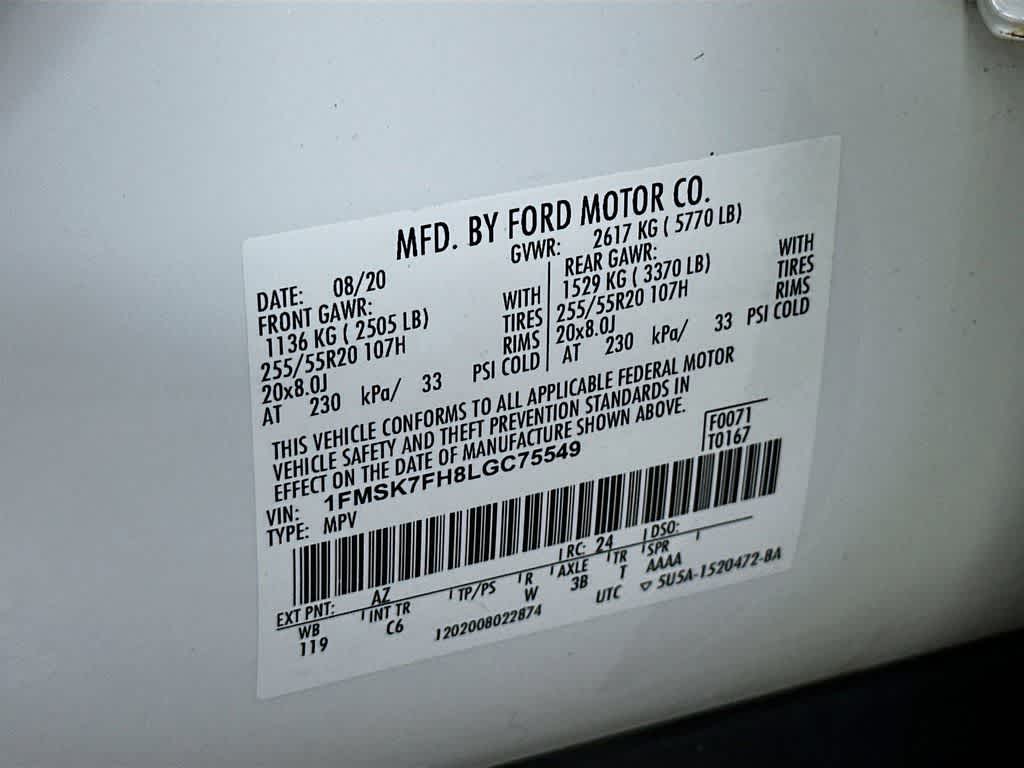 MFD. BY FORD MOTOR CO.
DATE: 08/20 GVWR: 2617 KG ( 5770 LB)
FRONT GAWR: REAR GAWR:
1136 KG ( 2505 LB) WITH 1529 KG ( 3370 LB) WITH
255/55R20 107H TIRES 255/55R20 107H TIRES
20x8.0J RIMS 20x8.0J RIMS
AT 230 kPa/ 33 PSI COLD AT 230 kPa/ 33 PSI COLD
THIS VEHICLE CONFORMS TO ALL APPLICABLE FEDERAL MOTOR
VEHICLE SAFETY AND THEFT PREVENTION STANDARDS IN
EFFECT ON THE DATE OF MANUFACTURE SHOWN ABOVE.
F0071
T0167
VIN: 1FMSK7FH8LGC75549
TYPE: MPV
EXT PNT: AZ RC: 24 DSO:
WB INT TR TP/PS R AXLE TR SPR
119 C6 W 3B T AAAA
1202008022874 UTC ▽ 5U5A-1520472-BA